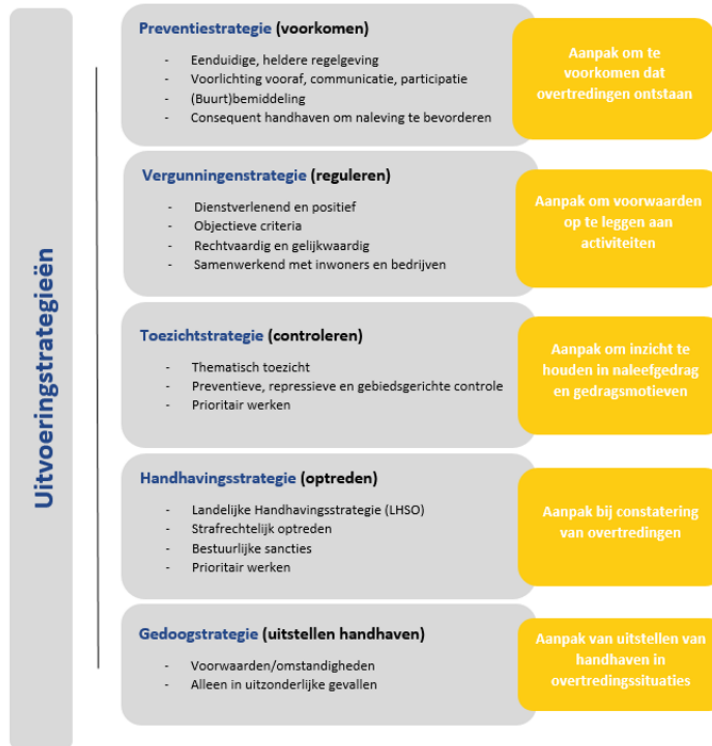 Uitvoeringstrategieën
Preventiestrategie (voorkomen)
- Eenduidige, heldere regelgeving
- Voorlichting vooraf, communicatie, participatie
- (Buurt)bemiddeling
- Consequent handhaven om naleving te bevorderen
Aanpak om te
voorkomen dat
overtredingen ontstaan
Vergunningenstrategie (reguleren)
- Dienstverlenend en positief
- Objectieve criteria
- Rechtvaardig en gelijkwaardig
- Samenwerkend met inwoners en bedrijven
Aanpak om voorwaarden
op te leggen aan
activiteiten
Toezichtstrategie (controleren)
- Thematisch toezicht
- Preventieve, repressieve en gebiedsgerichte controle
- Prioritair werken
Aanpak om inzicht te
houden in naleefgedrag
en gedragsmotieven
Handhavingsstrategie (optreden)
- Landelijke Handhavingsstrategie (LHSO)
- Strafrechtelijk optreden
- Bestuurlijke sancties
- Prioritair werken
Aanpak bij constatering
van overtredingen
Gedoogstrategie (uitstellen handhaven)
- Voorwaarden/omstandigheden
- Alleen in uitzonderlijke gevallen
Aanpak van uitstellen van
handhaven in
overtredingssituaties